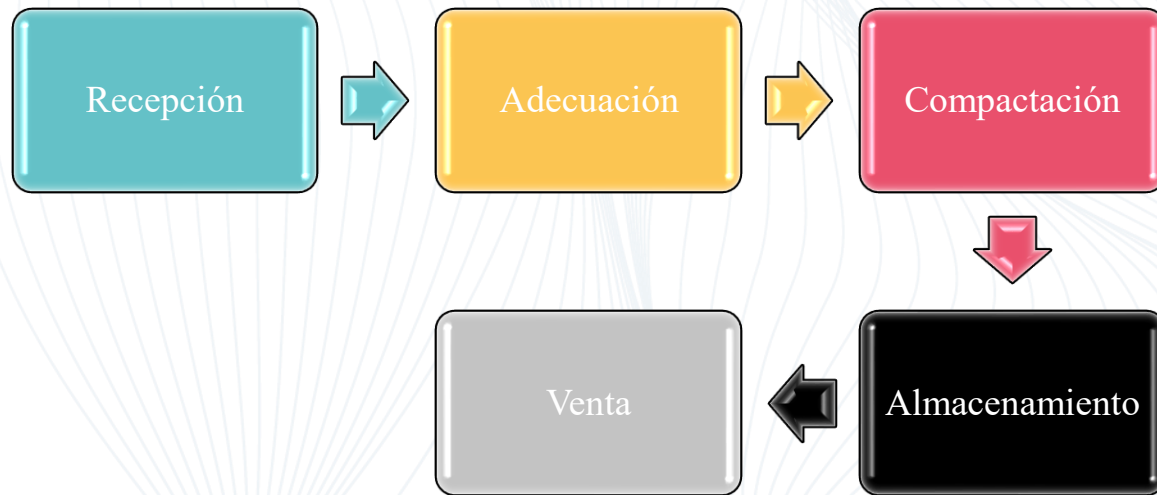 Recepción
Adecuación
Compactación
Almacenamiento
Venta